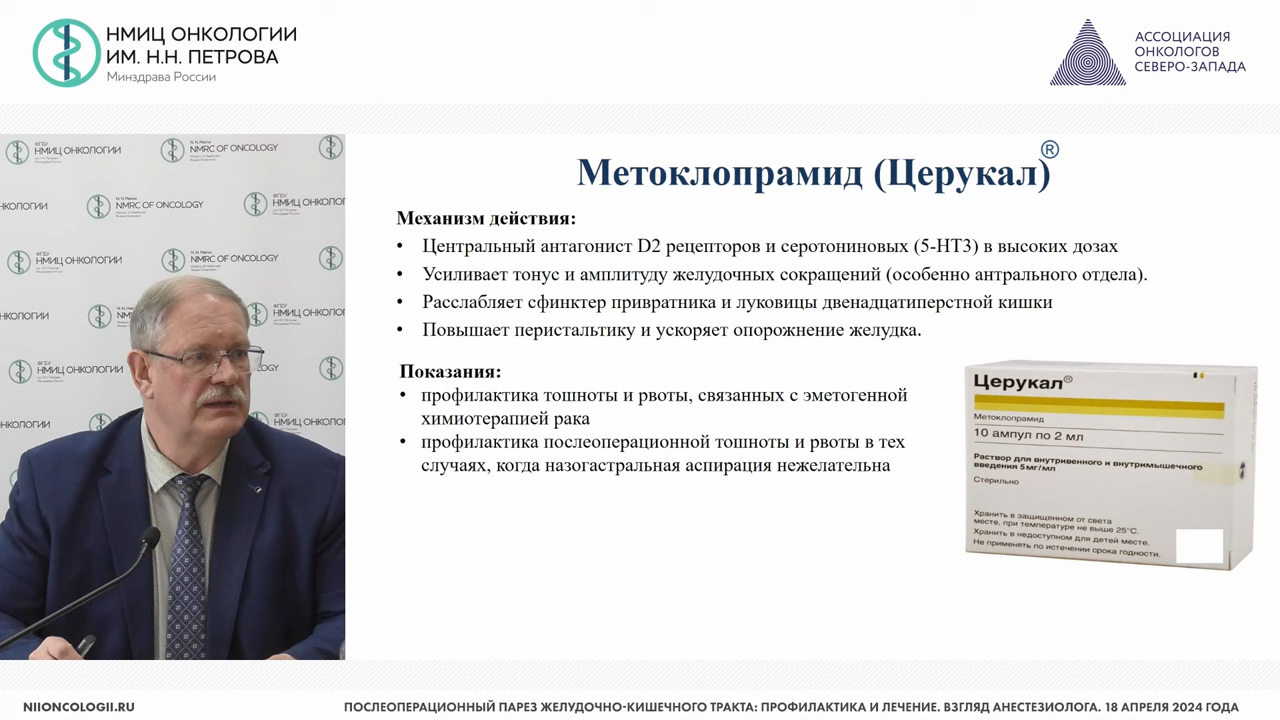 НМИЦ ОНКОЛОГИИ
ИМ. Н.Н. ПЕТРОВА
Минздрава России
АССОЦИАЦИЯ
ОНКОЛОГОВ
СЕВЕРО-ЗАПАДА
НМИЦ ОНКОЛОГИИ
NMRC OF ONCOLOGY
Метоклопрамид (Церукал)®
Механизм действия:
• Центральный антагонист D2 рецепторов и серотониновых (5-НТ3) в высоких дозах
• Усиливает тонус и амплитуду желудочных сокращений (особенно антрального отдела).
• Расслабляет сфинктер привратника и луковицы двенадцатиперстной кишки
• Повышает перистальтику и ускоряет опорожнение желудка.
Показания:
• профилактика тошноты и рвоты, связанных с эметогенной
химиотерапией рака
• профилактика послеоперационной тошноты и рвоты в тех
случаях, когда назогастральная аспирация нежелательна
Церукал®
Метоклопрамид
10 ампул по 2 мл
Раствор для внутривенного и внутримышечного
введения 5мг/мл
Стерильно
Хранить в защищенном от света
месте, при температуре не выше 25°С.
Хранить в недоступном для детей месте.
Не применять по истечении срока годности.
NIIONCOLOGII.RU
ПОСЛЕОПЕРАЦИОННЫЙ ПАРЕЗ ЖЕЛУДОЧНО-КИШЕЧНОГО ТРАКТА: ПРОФИЛАКТИКА И ЛЕЧЕНИЕ. ВЗГЛЯД АНЕСТЕЗИОЛОГА. 18 АПРЕЛЯ 2024 ГОДА